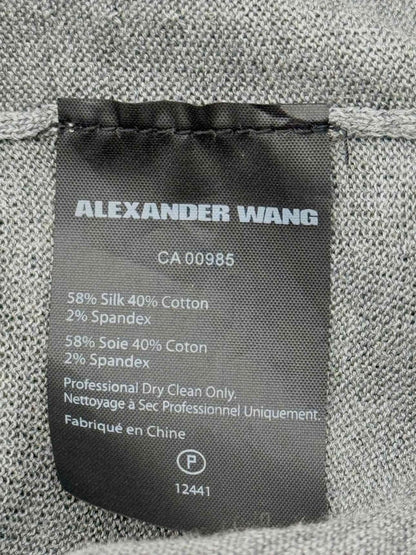 ALEXANDER WANG
CA 00985
58% Silk 40% Cotton
2% Spandex
58% Soie 40% Coton
2% Spandex
Professional Dry Clean Only.
Nettoyage à Sec Professionnel Uniquement.
Fabriqué en Chine
P
12441